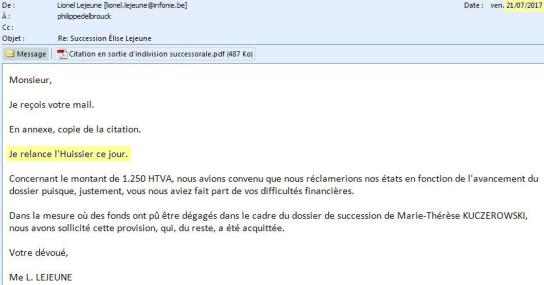 De : Lionel Lejeune [lionel.lejeune@infonie.be] Date : ven. 21/07/2017
À : philippedelbrouck
Cc :
Objet : Re: Succession Élise Lejeune
Message Citation en sortie d'indivision successorale.pdf (487 Ko)
Monsieur,
Je reçois votre mail.
En annexe, copie de la citation.
Je relance l'Huissier ce jour.
Concernant le montant de 1.250 HTVA, nous avions convenu que nous réclamerions nos états en fonction de l'avancement du
dossier puisque, justement, vous nous aviez fait part de vos difficultés financières.
Dans la mesure où des fonds ont pû être dégagés dans le cadre du dossier de succession de Marie-Thérèse KUCZEROWSKI,
nous avons sollicité cette provision, qui, du reste, a été acquittée.
Votre dévoué,
Me L. LEJEUNE